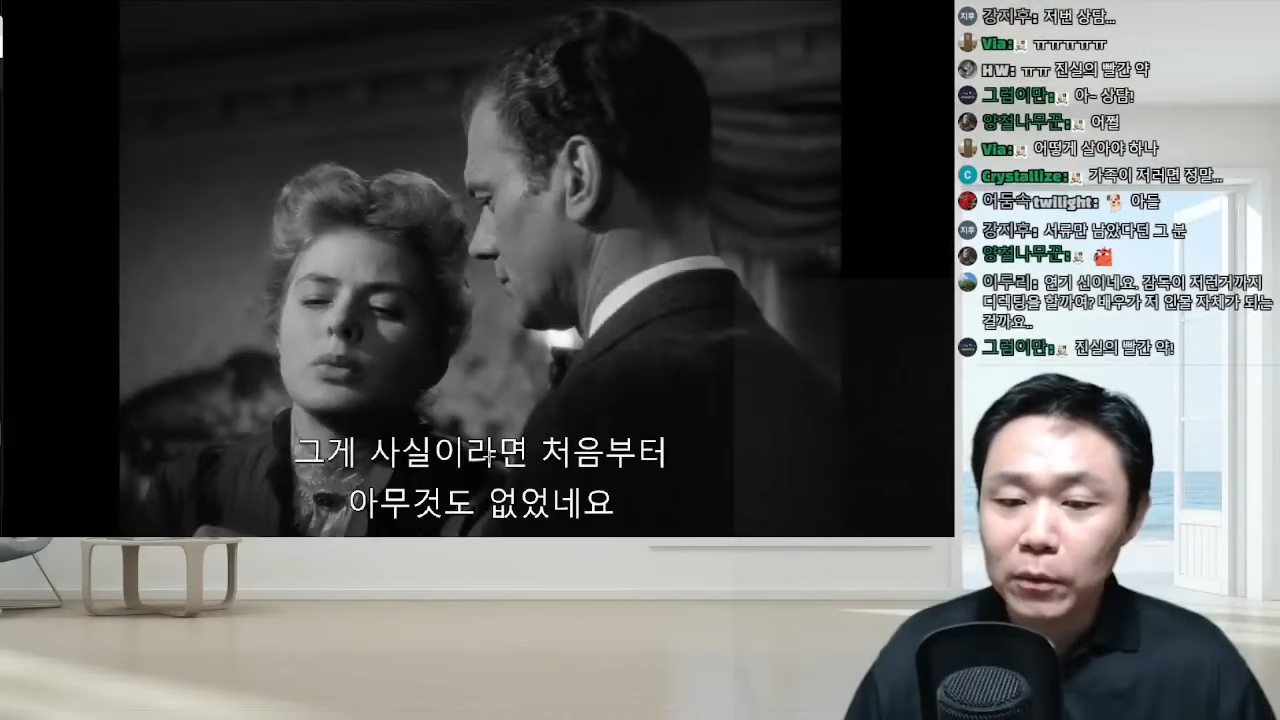 그게 사실이라면 처음부터
아무것도 없었네요
지후 강지후: 저번 상담...
Via: ㅠㅠㅠㅠㅠ
HW: ㅠㅠ 진실의 빨간 약
그럼이만: 아~ 상담!
양철나무꾼: 어쩔
Via: 어떻게 살아야 하나
C Crystallize: 가족이 저러면 정말...
어둠속twilight: 아들
지후 강지후: 서류만 남았다던 그 분
양철나무꾼:
이루리: 연기 신이네요. 감독이 저런거까지
디렉팅을 할까여? 배우가 저 인물 자체가 되는
걸까요..
그럼이만: 진실의 빨간 약!